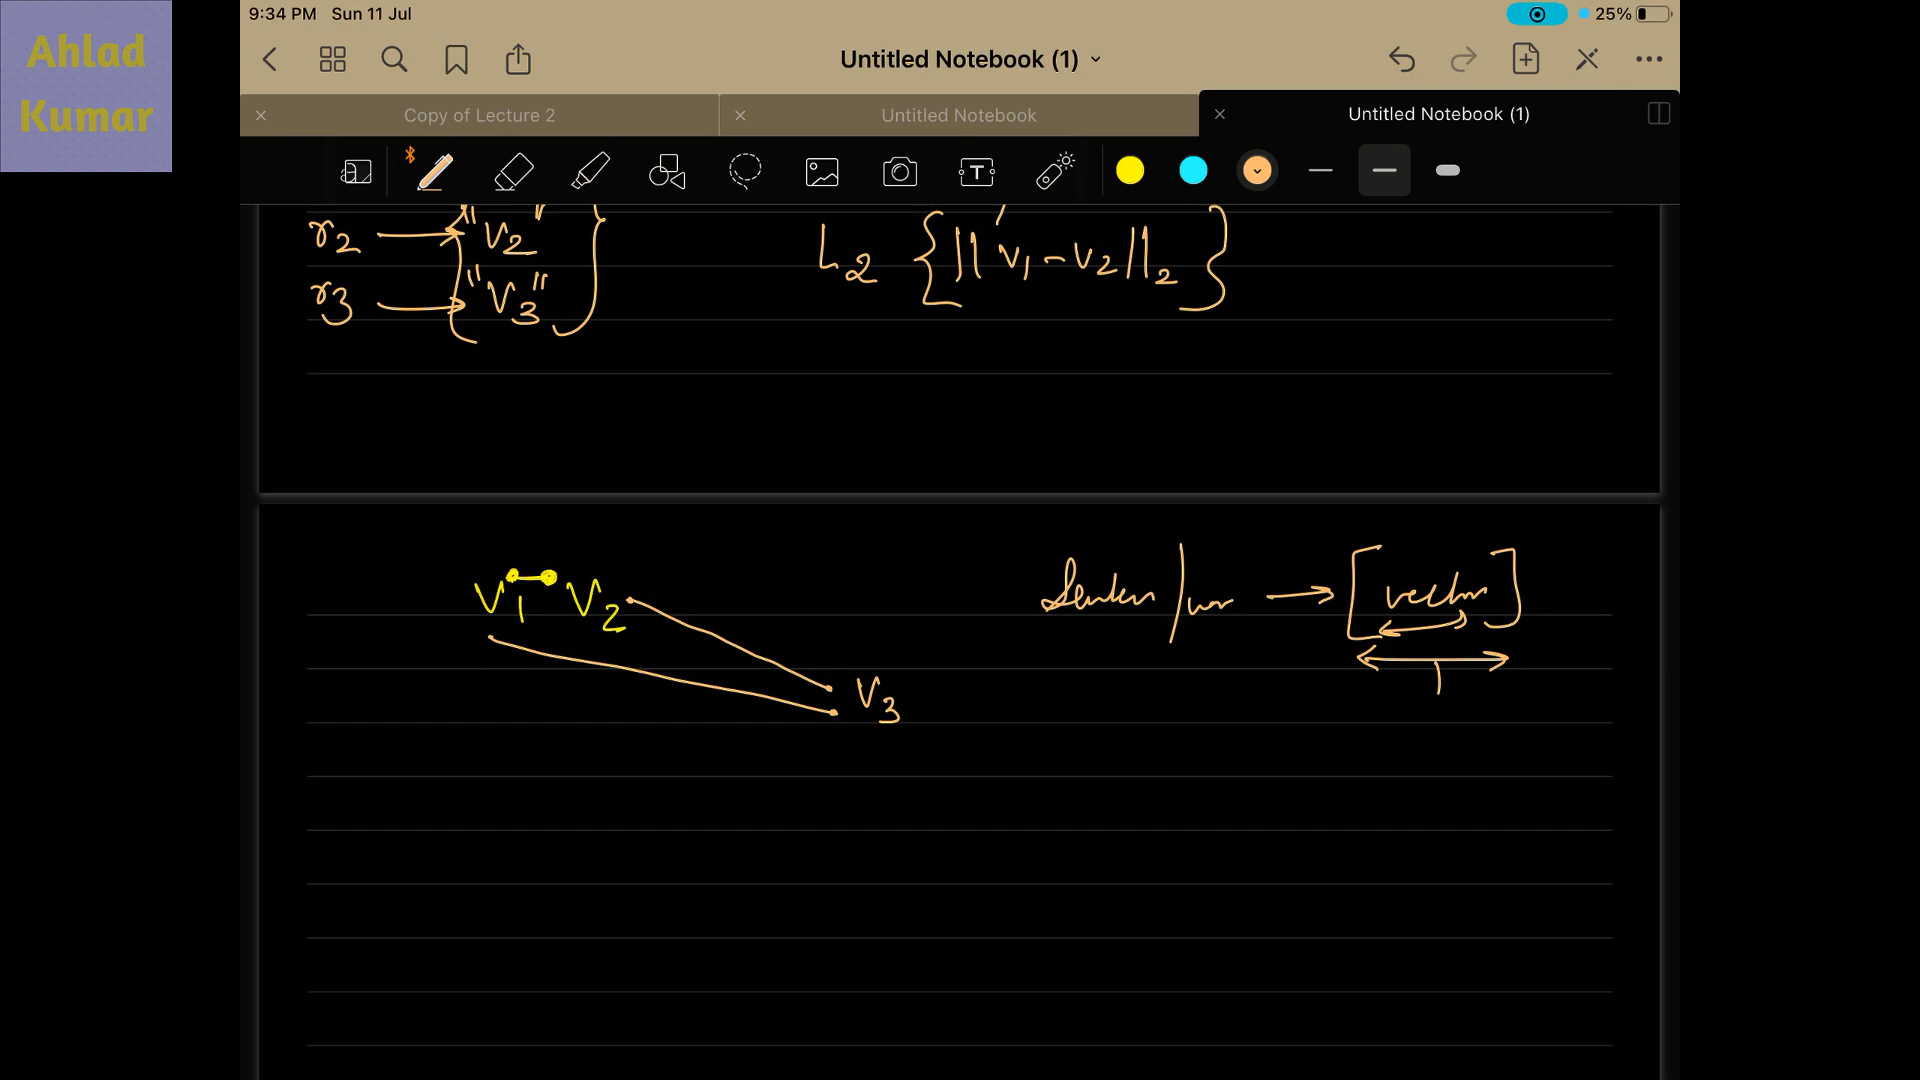 Ahlad
Kumar
9:34 PM Sun 11 Jul
25%
Untitled Notebook (1)
Copy of Lecture 2
Untitled Notebook
Untitled Notebook (1)
T
r2 → "V2"
r3 → "V3"
L2 { || V1 - V2 ||2 }
V1 V2
V3
→ [vector]